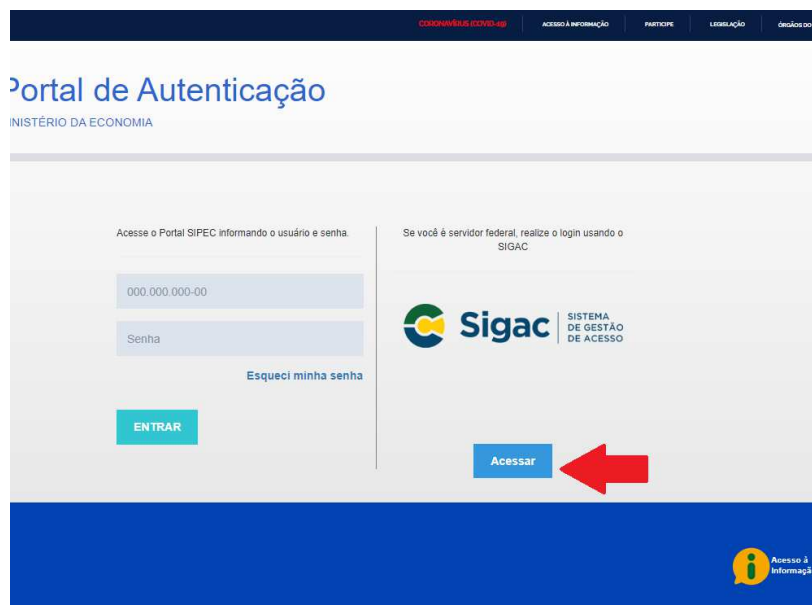 CORONAVÍRUS (COVID-19) ACESSO À INFORMAÇÃO PARTICIPE LEGISLAÇÃO ÓRGÃOS DO
Portal de Autenticação
INISTÉRIO DA ECONOMIA
Acesse o Portal SIPEC informando o usuário e senha.
000.000.000-00
Senha
Esqueci minha senha
ENTRAR
Se você é servidor federal, realize o login usando o
SIGAC
Sigac
SISTEMA
DE GESTÃO
DE ACESSO
Acessar
Acesso à
Informaçã